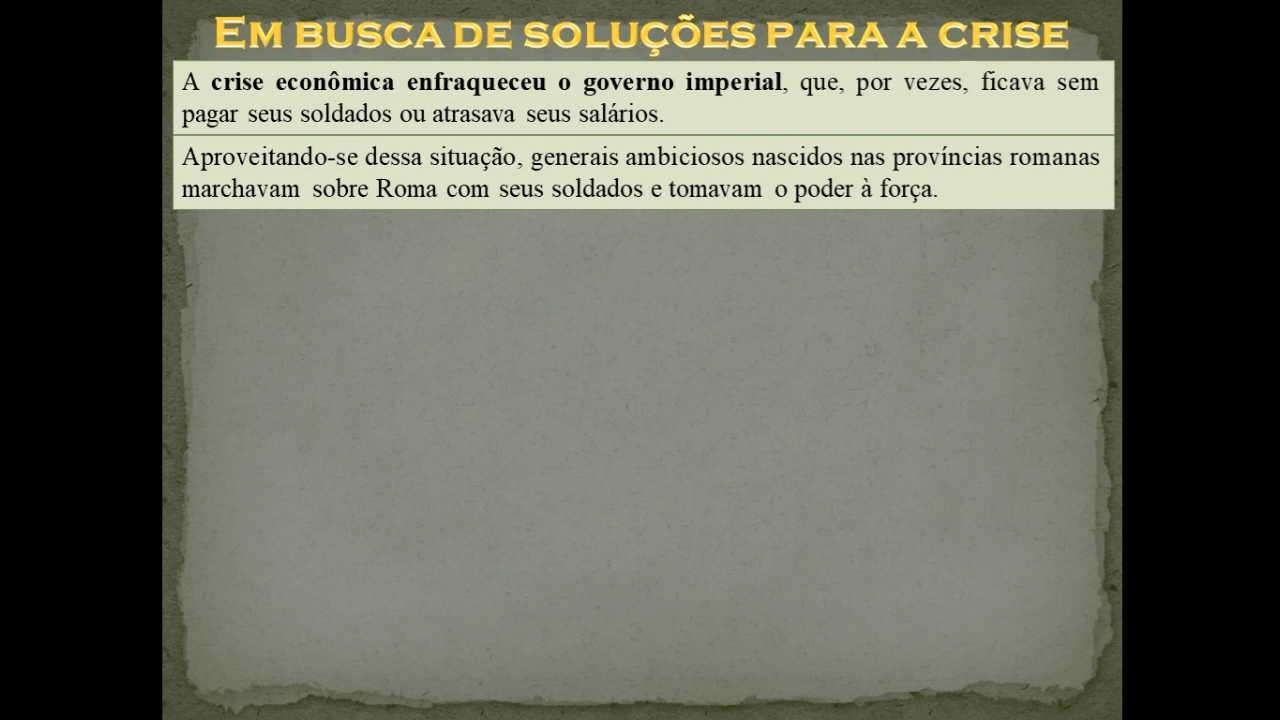 EM BUSCA DE SOLUÇÕES PARA A CRISE
A crise econômica enfraqueceu o governo imperial, que, por vezes, ficava sem
pagar seus soldados ou atrasava seus salários.
Aproveitando-se dessa situação, generais ambiciosos nascidos nas províncias romanas
marchavam sobre Roma com seus soldados e tomavam o poder à força.